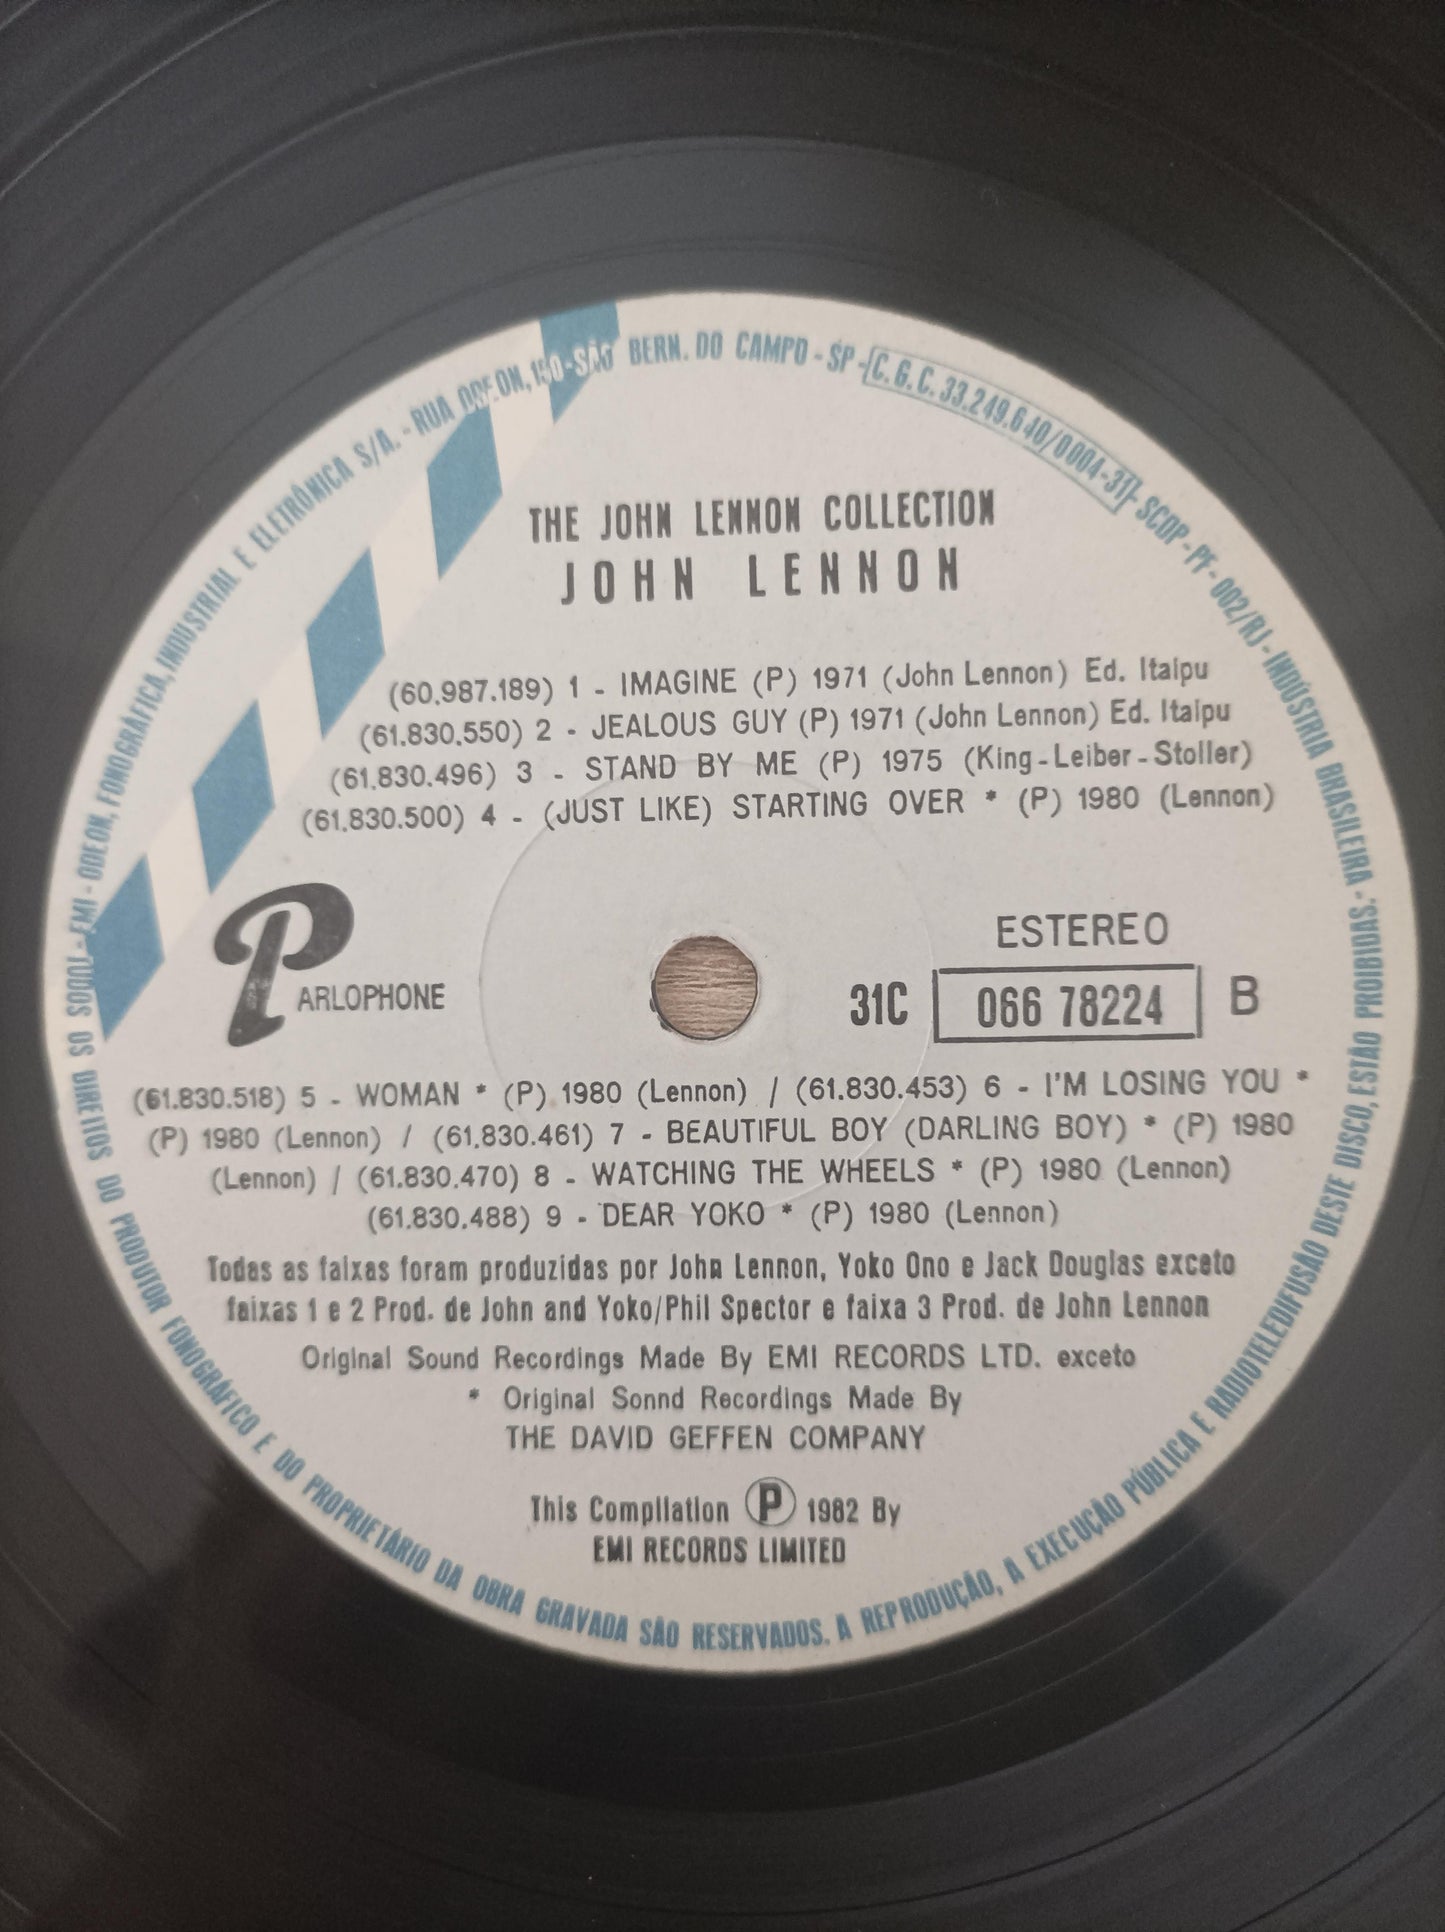 EMI - ODEON, FONOGRÁFICA, INDUSTRIAL E ELETRÔNICA S/A. - RUA ODEON, 150 - SÃO BERN. DO CAMPO - SP - C.G.C. 33.249.640/0004-31 - SCDP - PF - 002/RJ - INDÚSTRIA BRASILEIRA
THE JOHN LENNON COLLECTION
JOHN LENNON
(60.987.189) 1 - IMAGINE (P) 1971 (John Lennon) Ed. Itaipu
(61.830.550) 2 - JEALOUS GUY (P) 1971 (John Lennon) Ed. Itaipu
(61.830.496) 3 - STAND BY ME (P) 1975 (King-Leiber-Stoller)
(61.830.500) 4 - (JUST LIKE) STARTING OVER * (P) 1980 (Lennon)
PARLOPHONE
ESTEREO
31C 066 78224 B
(61.830.518) 5 - WOMAN * (P) 1980 (Lennon) / (61.830.453) 6 - I'M LOSING YOU *
(P) 1980 (Lennon) / (61.830.461) 7 - BEAUTIFUL BOY (DARLING BOY) * (P) 1980
(Lennon) / (61.830.470) 8 - WATCHING THE WHEELS * (P) 1980 (Lennon)
(61.830.488) 9 - DEAR YOKO * (P) 1980 (Lennon)
Todas as faixas foram produzidas por John Lennon, Yoko Ono e Jack Douglas exceto
faixas 1 e 2 Prod. de John and Yoko/Phil Spector e faixa 3 Prod. de John Lennon
Original Sound Recordings Made By EMI RECORDS LTD. exceto
* Original Sonnd Recordings Made By
THE DAVID GEFFEN COMPANY
This Compilation Ⓟ 1982 By
EMI RECORDS LIMITED
TODOS OS DIREITOS DO PRODUTOR FONOGRÁFICO E DO PROPRIETÁRIO DA OBRA GRAVADA SÃO RESERVADOS. A REPRODUÇÃO, A EXECUÇÃO PÚBLICA E RADIOTELEDIFUSÃO DESTE DISCO, ESTÃO PROIBIDAS. -